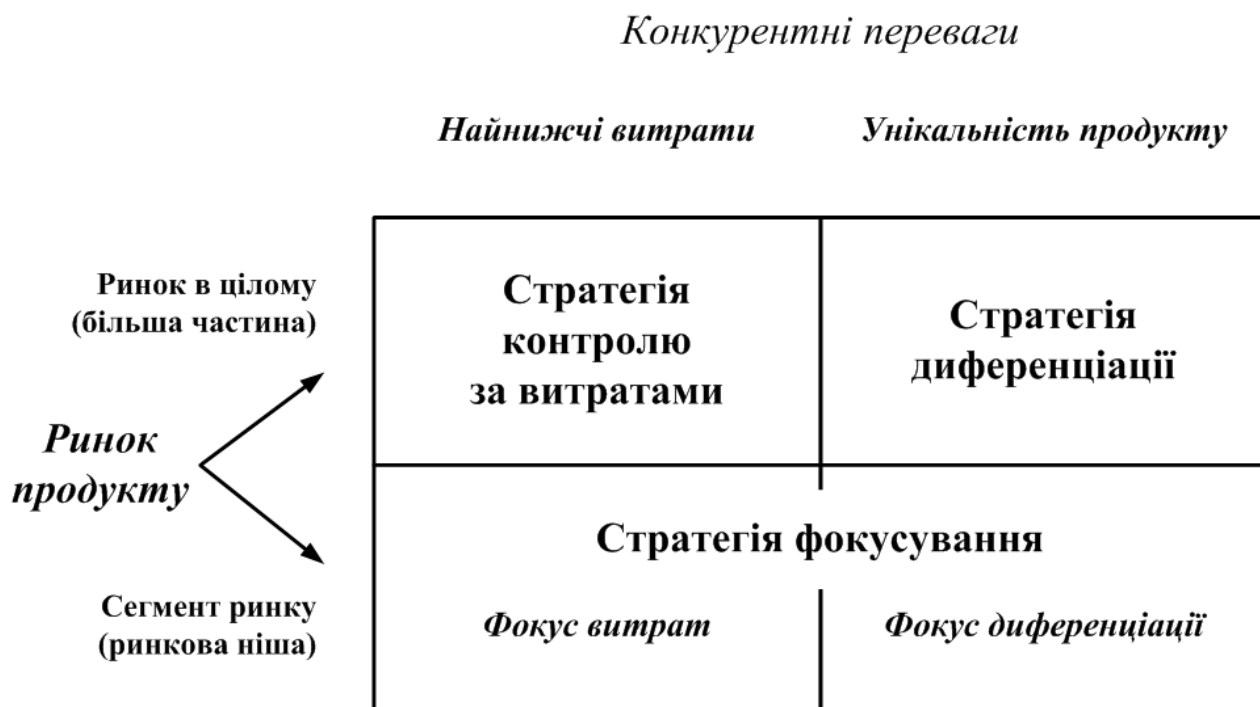 Конкурентні переваги
Найнижчі витрати
Унікальність продукту
Ринок в цілому
(більша частина)
Стратегія
контролю
за витратами
Стратегія
диференціації
Ринок
продукту
Стратегія фокусування
Сегмент ринку
(ринкова ніша)
Фокус витрат
Фокус диференціації